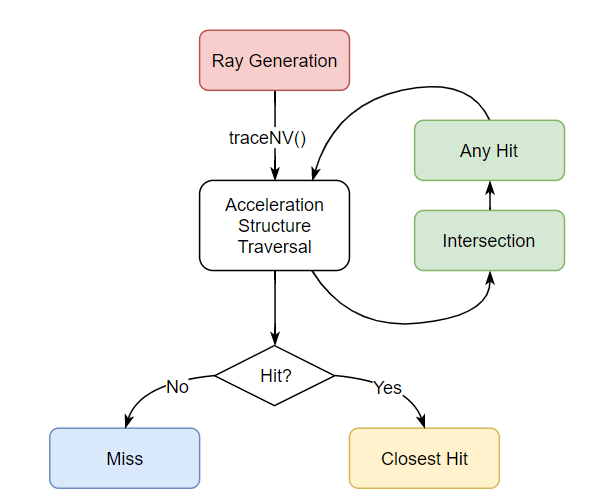 Ray Generation
traceNV()
Any Hit
Acceleration
Structure
Traversal
Intersection
Hit?
No
Yes
Miss
Closest Hit